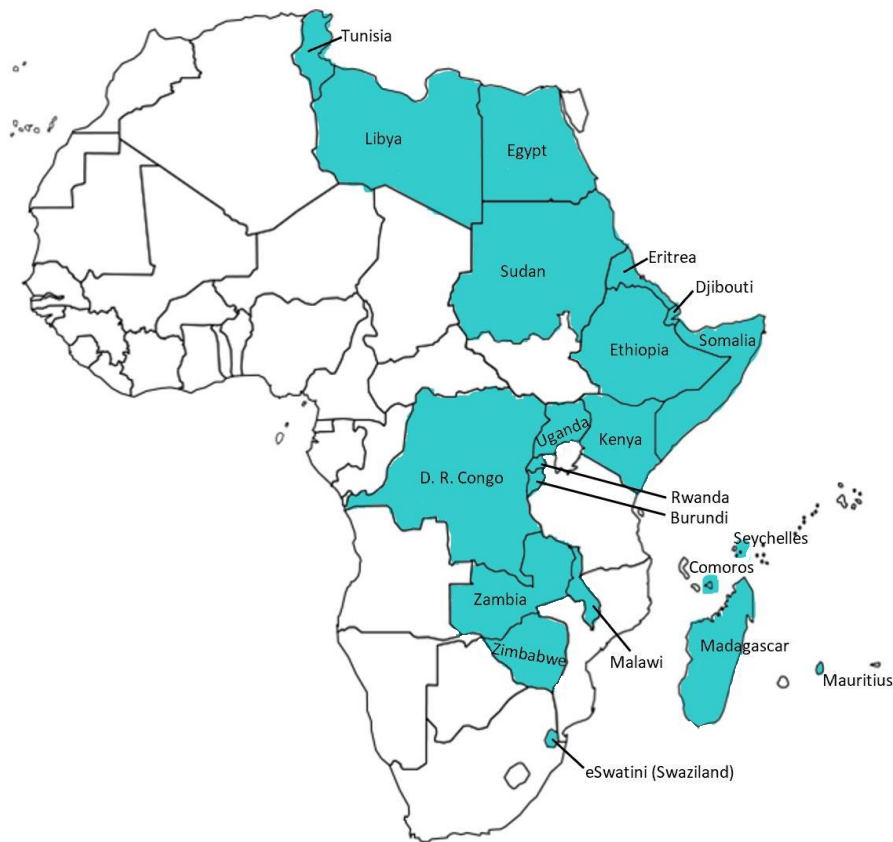 Tunisia
Libya
Egypt
Sudan
Eritrea
Djibouti
Ethiopia
Somalia
Uganda
Kenya
D. R. Congo
Rwanda
Burundi
Seychelles
Comoros
Zambia
Malawi
Zimbabwe
Madagascar
Mauritius
eSwatini (Swaziland)